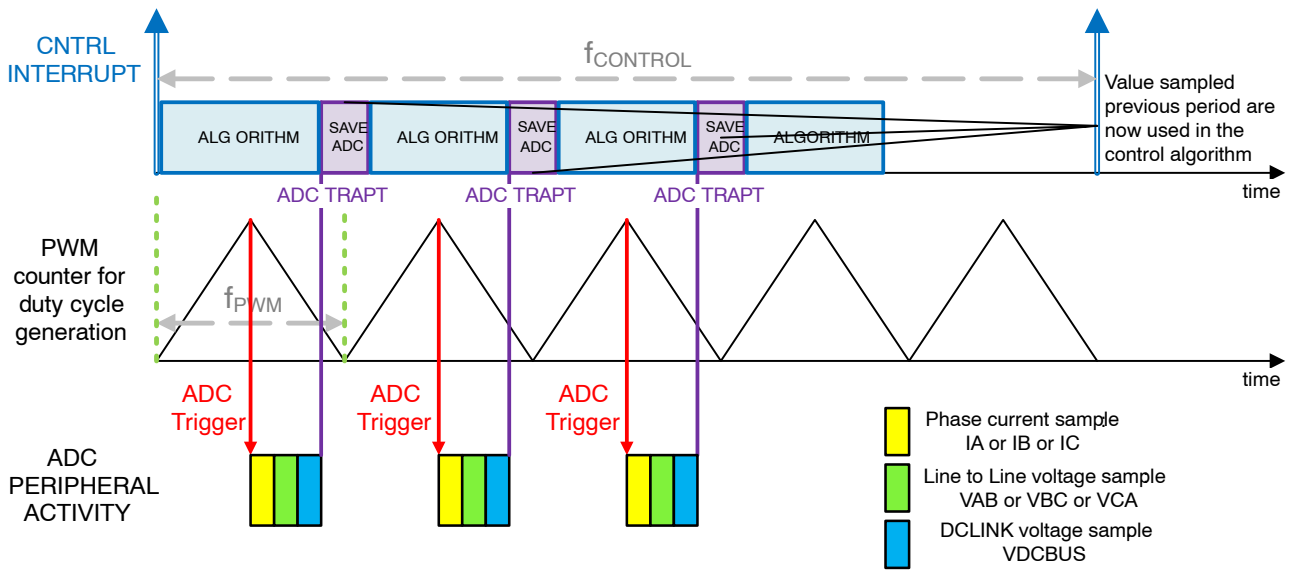 CNTRL
INTERRUPT
fCONTROL
Value sampled
previous period are
now used in the
control algorithm
ALG ORITHM
SAVE
ADC
ALG ORITHM
SAVE
ADC
ALG ORITHM
SAVE
ADC
ALGORITHM
time
ADC TRAPT
ADC TRAPT
ADC TRAPT
PWM
counter for
duty cycle
generation
fPWM
time
ADC
Trigger
ADC
Trigger
ADC
Trigger
ADC
PERIPHERAL
ACTIVITY
Phase current sample
IA or IB or IC
Line to Line voltage sample
VAB or VBC or VCA
DCLINK voltage sample
VDCBUS